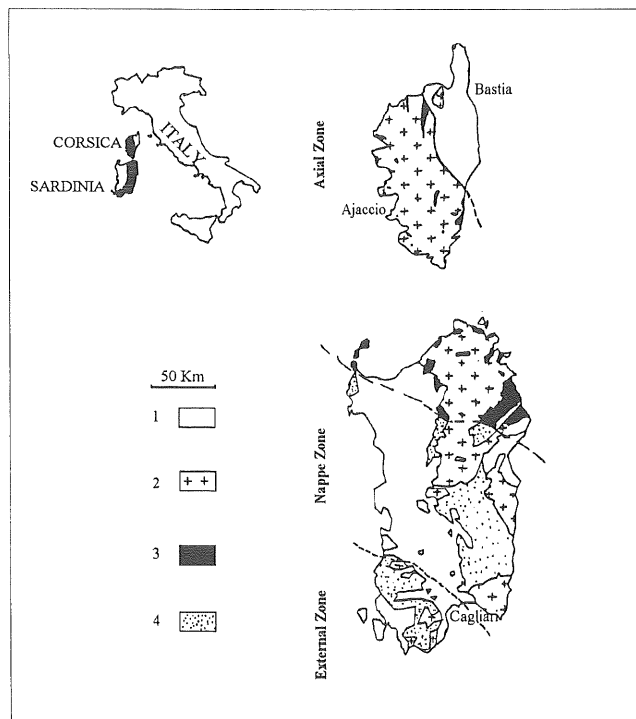 CORSICA
SARDINIA
ITALY
Axial Zone
Bastia
Ajaccio
50 Km
1
2
3
4
Nappe Zone
External Zone
Cagliari